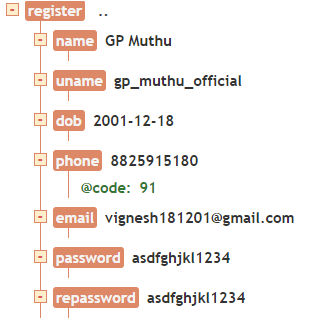 register ..
name GP Muthu
uname gp_muthu_official
dob 2001-12-18
phone 8825915180
@code: 91
email vignesh181201@gmail.com
password asdfghjkl1234
repassword asdfghjkl1234